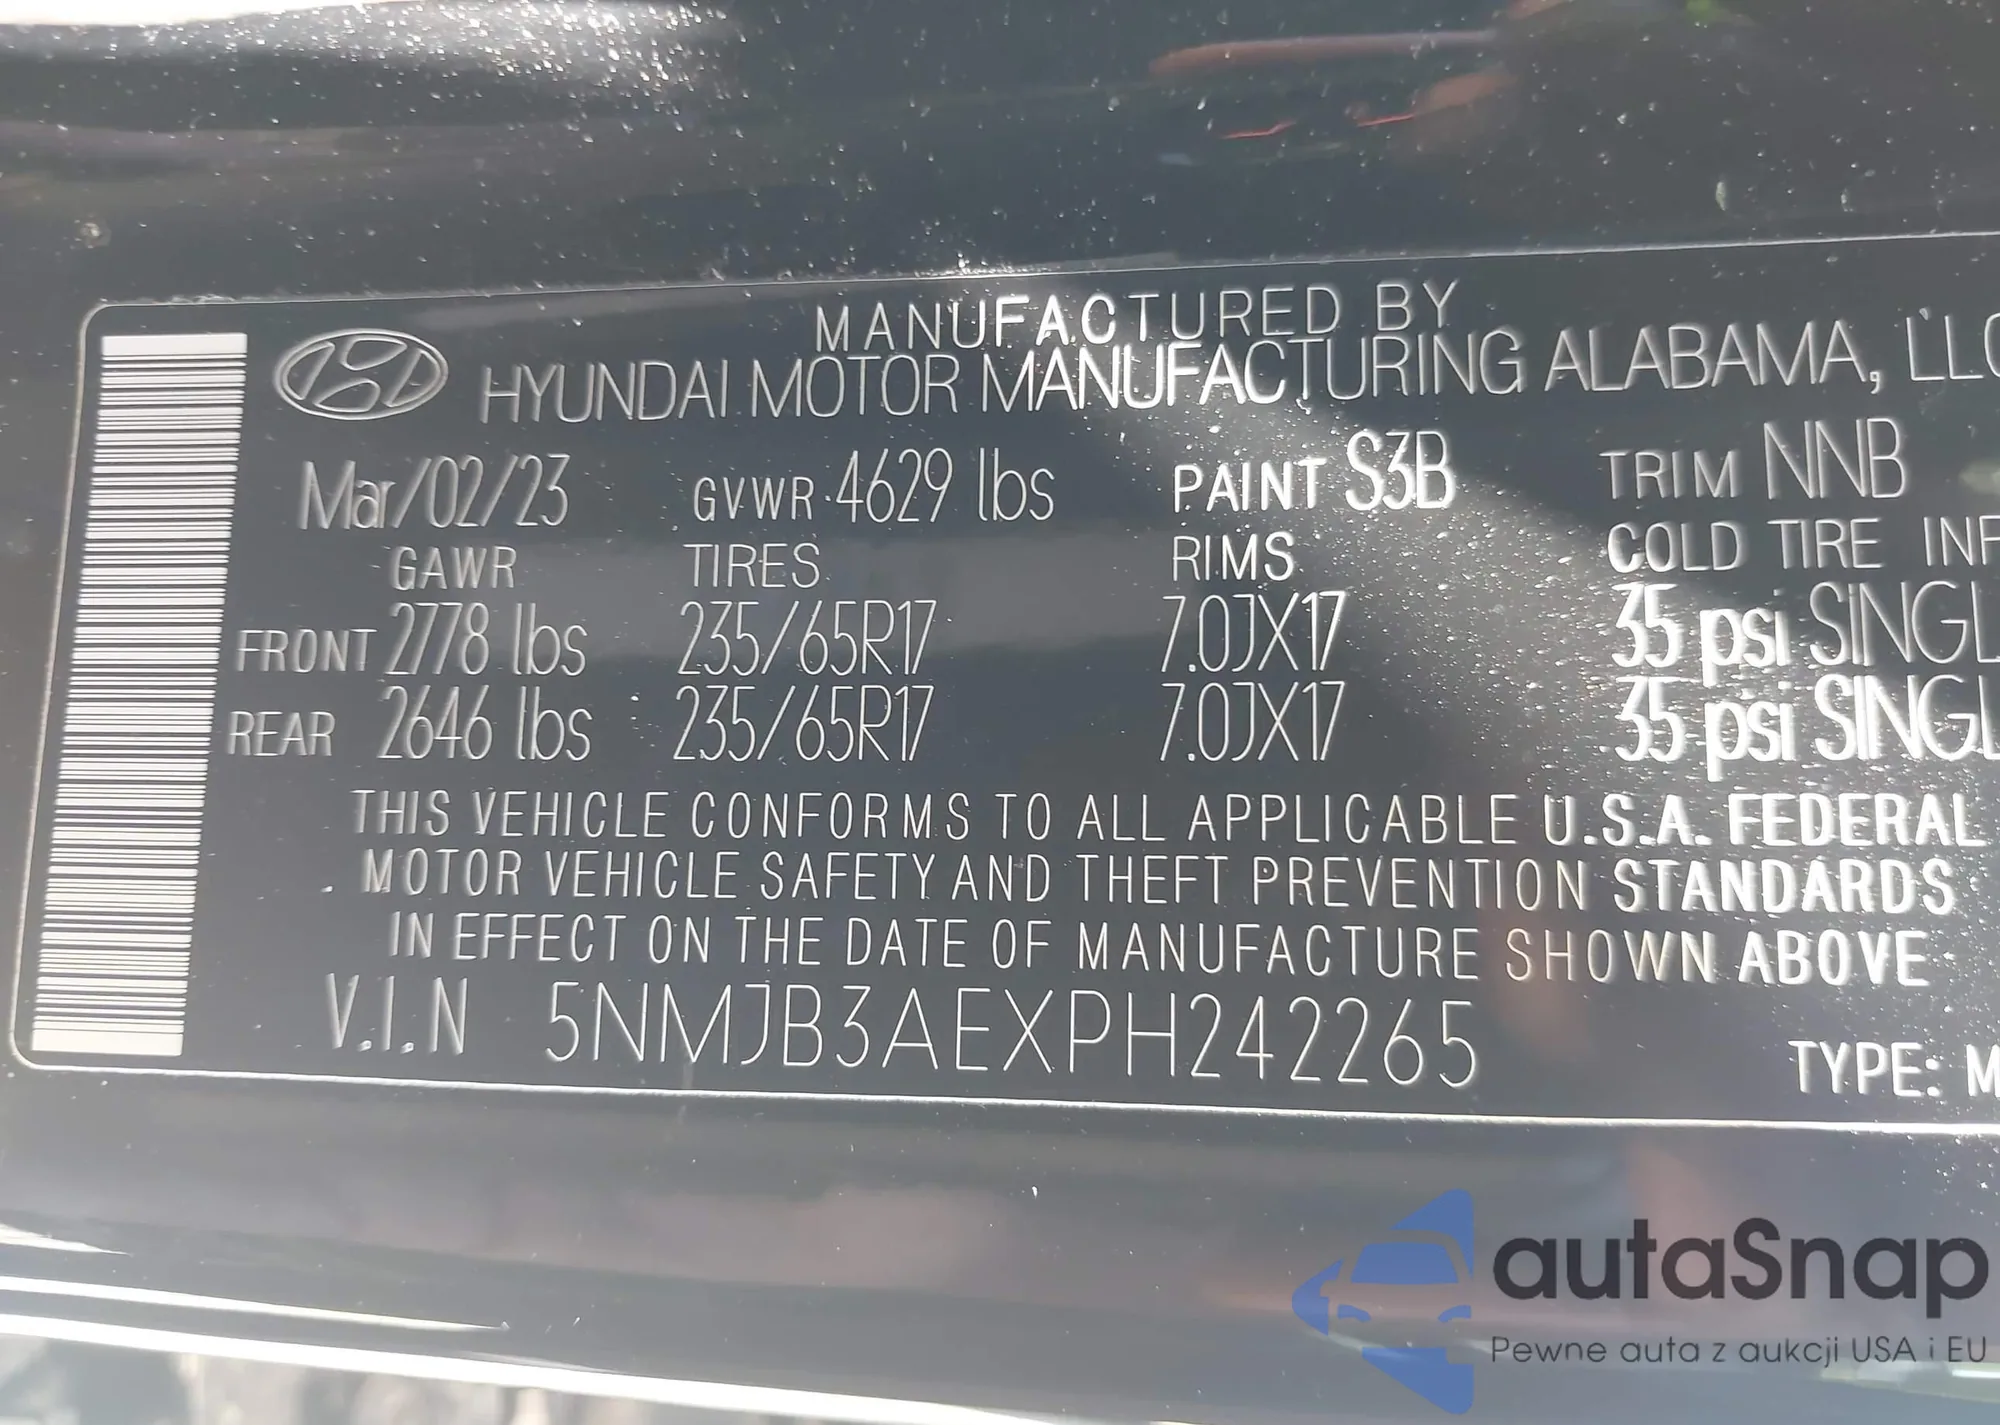 MANUFACTURED BY
HYUNDAI MOTOR MANUFACTURING ALABAMA, LLC
Mar/02/23 GVWR 4629 lbs PAINT S3B TRIM NNB
GAWR TIRES RIMS COLD TIRE INF
FRONT 2778 lbs 235/65R17 7.0JX17 35 psi SINGL
REAR 2646 lbs 235/65R17 7.0JX17 35 psi SINGL
THIS VEHICLE CONFORMS TO ALL APPLICABLE U.S.A. FEDERAL
MOTOR VEHICLE SAFETY AND THEFT PREVENTION STANDARDS
IN EFFECT ON THE DATE OF MANUFACTURE SHOWN ABOVE
V.I.N 5NMJB3AEXPH242265
TYPE: M
autaSnap
Pewne auta z aukcji USA i EU